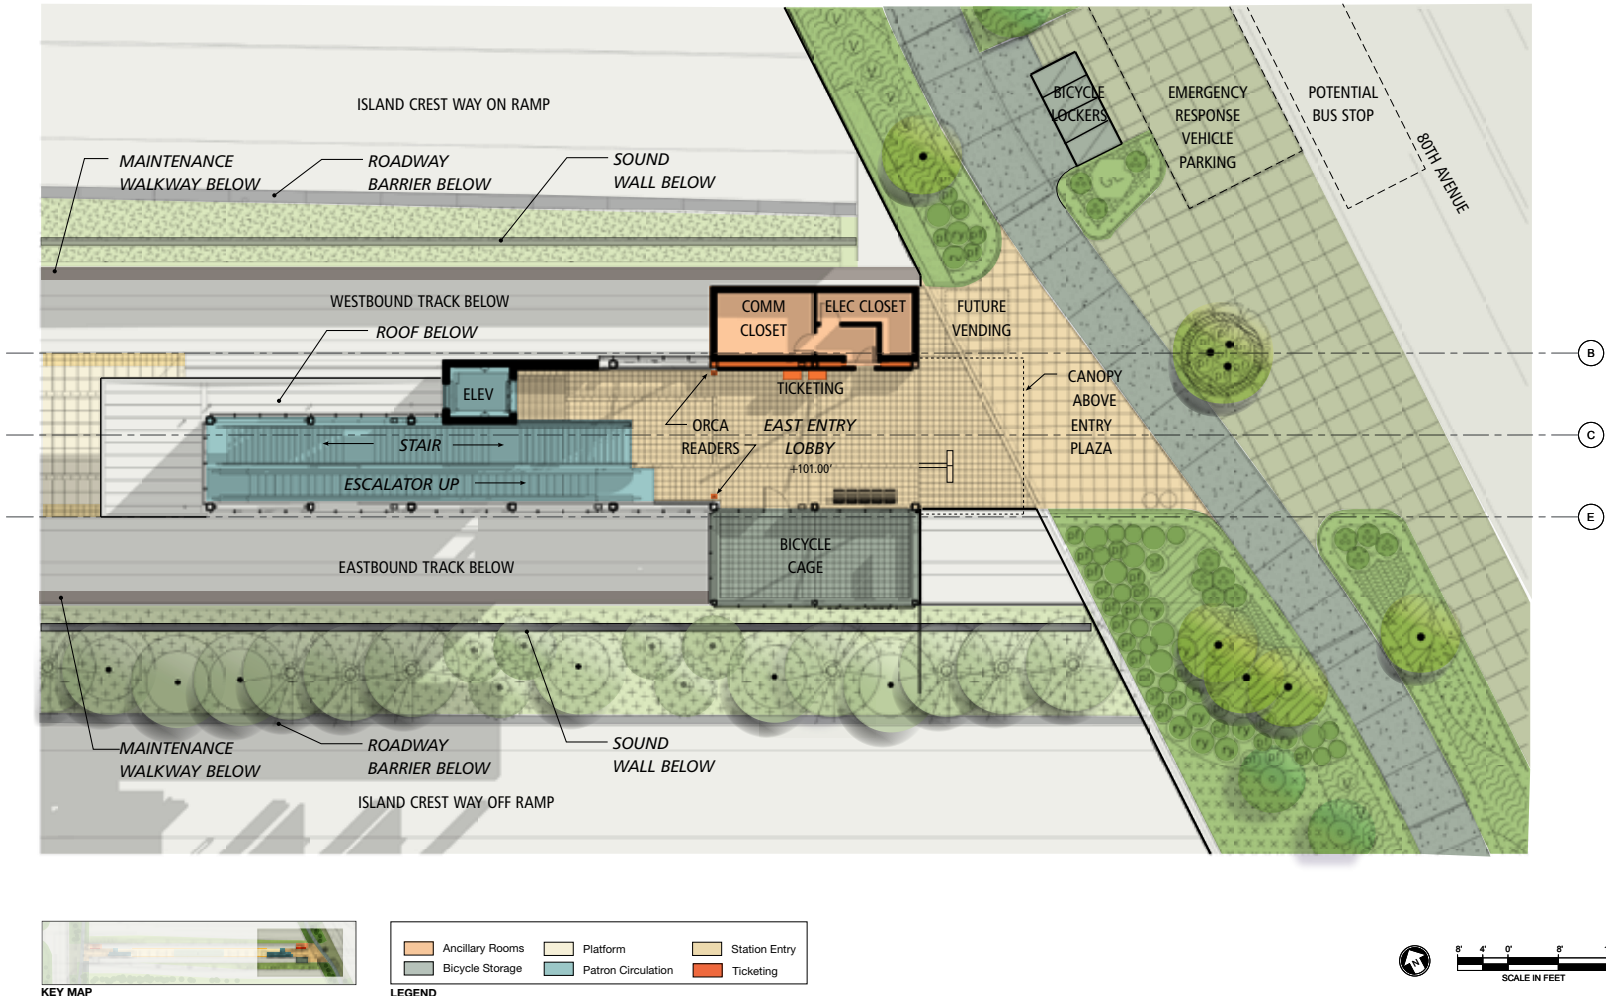 ISLAND CREST WAY ON RAMP
BICYCLE
LOCKERS
EMERGENCY
RESPONSE
VEHICLE
PARKING
POTENTIAL
BUS STOP
80TH AVENUE
MAINTENANCE
WALKWAY BELOW
ROADWAY
BARRIER BELOW
SOUND
WALL BELOW
WESTBOUND TRACK BELOW
ROOF BELOW
COMM
CLOSET
ELEC CLOSET
FUTURE
VENDING
B
ELEV
TICKETING
CANOPY
ABOVE
ENTRY
PLAZA
ORCA
READERS
EAST ENTRY
LOBBY
+101.00'
STAIR
C
ESCALATOR UP
E
EASTBOUND TRACK BELOW
BICYCLE
CAGE
MAINTENANCE
WALKWAY BELOW
ROADWAY
BARRIER BELOW
SOUND
WALL BELOW
ISLAND CREST WAY OFF RAMP
KEY MAP
Ancillary Rooms
Platform
Station Entry
Bicycle Storage
Patron Circulation
Ticketing
LEGEND
N
8' 4' 0' 8'
SCALE IN FEET